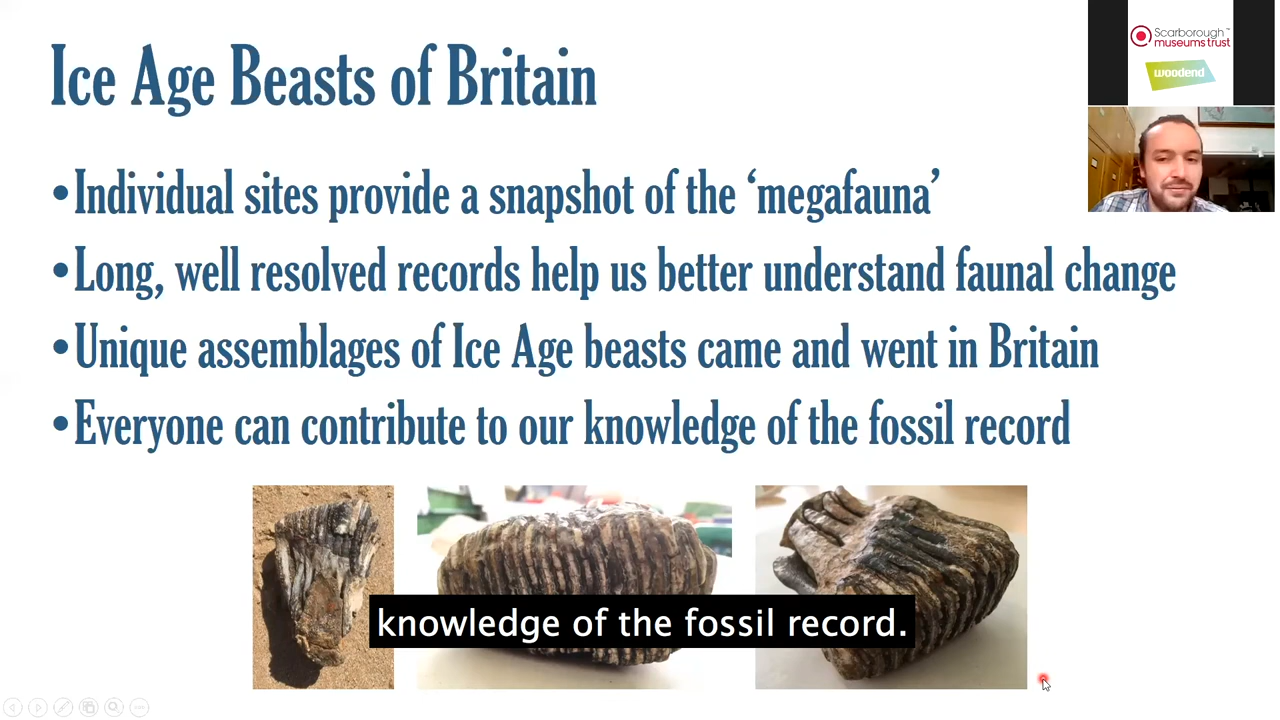 Ice Age Beasts of Britain
Scarborough™
museums trust
woodend
•Individual sites provide a snapshot of the ‘megafauna’
•Long, well resolved records help us better understand faunal change
•Unique assemblages of Ice Age beasts came and went in Britain
•Everyone can contribute to our knowledge of the fossil record
knowledge of the fossil record.